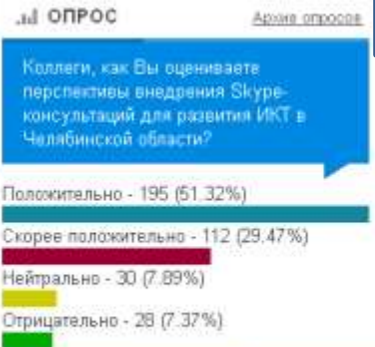 ОПРОС
Архив опросов
Коллеги, как Вы оцениваете
перспективы внедрения Skype-
консультаций для развития ИКТ в
Челябинской области?
Положительно - 195 (51.32%)
Скорее положительно - 112 (29.47%)
Нейтрально - 30 (7.89%)
Отрицательно - 28 (7.37%)